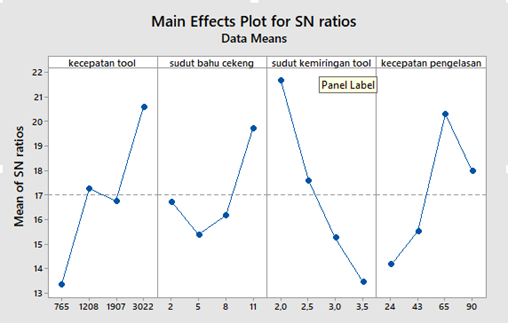 Main Effects Plot for SN ratios
Data Means
kecepatan tool sudut bahu cekeng sudut kemiringan tool kecepatan pengelasan
Panel Label
Mean of SN ratios
22
21
20
19
18
17
16
15
14
13
765 1208 1907 3022 2 5 8 11 2,0 2,5 3,0 3,5 24 43 65 90